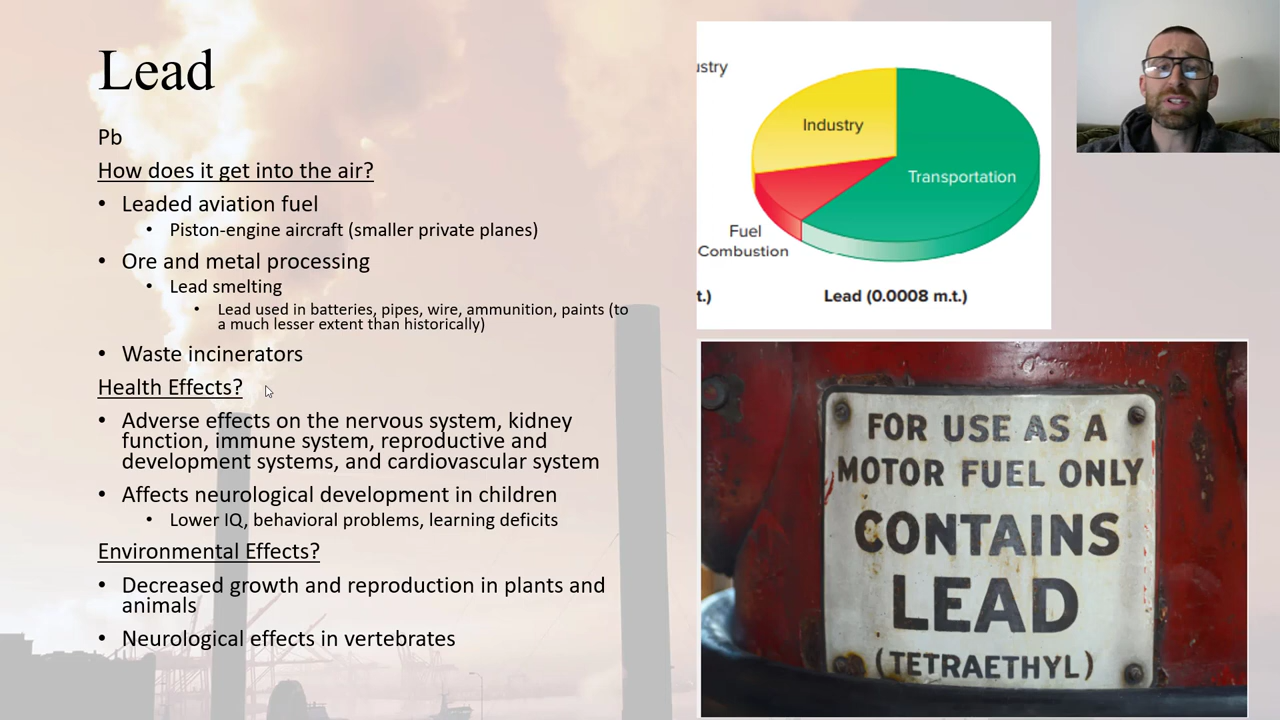 Lead
Pb
How does it get into the air?
• Leaded aviation fuel
• Piston-engine aircraft (smaller private planes)
• Ore and metal processing
• Lead smelting
• Lead used in batteries, pipes, wire, ammunition, paints (to
a much lesser extent than historically)
• Waste incinerators
Health Effects?
• Adverse effects on the nervous system, kidney
function, immune system, reproductive and
development systems, and cardiovascular system
• Affects neurological development in children
• Lower IQ, behavioral problems, learning deficits
Environmental Effects?
• Decreased growth and reproduction in plants and
animals
• Neurological effects in vertebrates
ustry
Industry
Transportation
Fuel
Combustion
t.)
Lead (0.0008 m.t.)
FOR USE AS A
MOTOR FUEL ONLY
CONTAINS
LEAD
(TETRAETHYL)